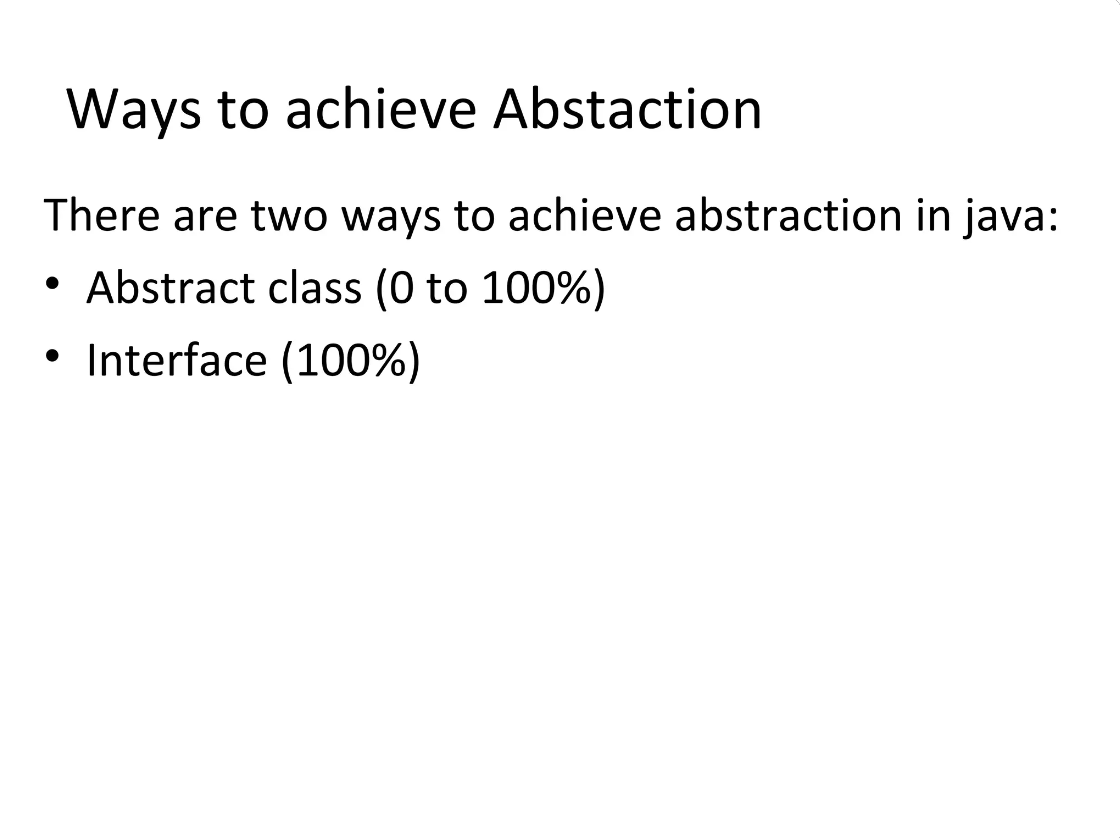 Ways to achieve Abstaction
There are two ways to achieve abstraction in java:
• Abstract class (0 to 100%)
• Interface (100%)